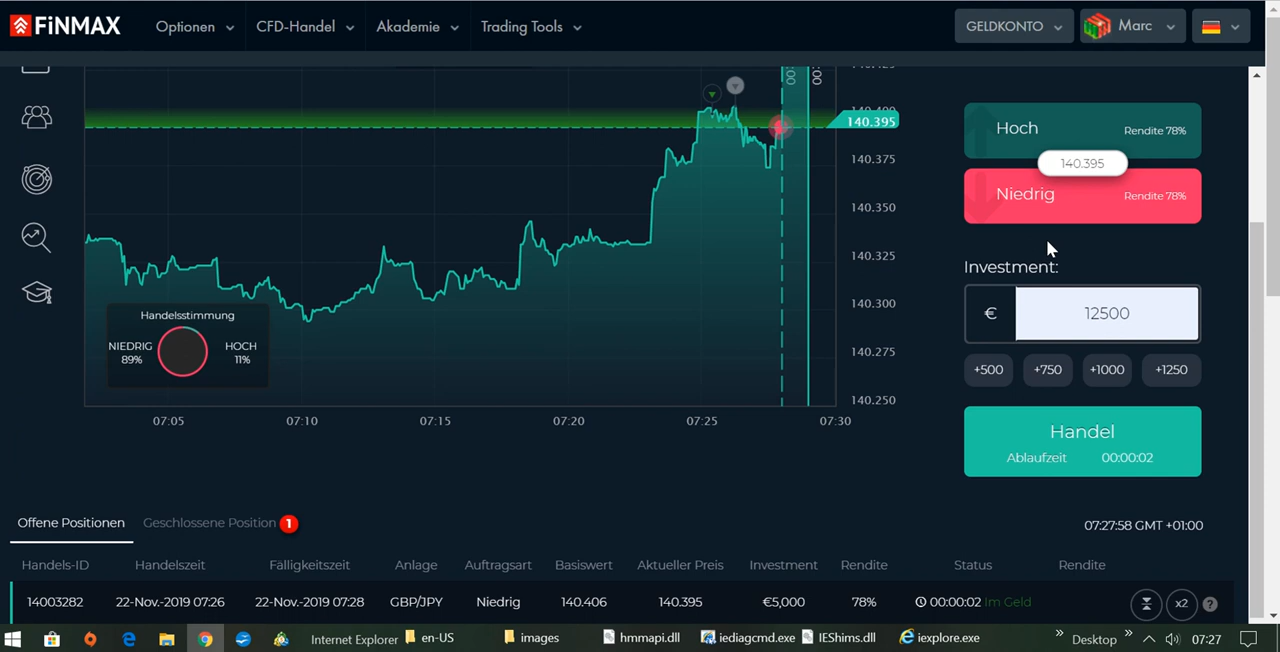 FiNMAX
Optionen
CFD-Handel
Akademie
Trading Tools
GELDKONTO
Marc
140.395
140.375
140.350
140.325
140.300
140.275
140.250
Handelsstimmung
NIEDRIG
89%
HOCH
11%
07:05
07:10
07:15
07:20
07:25
07:30
Hoch
Rendite 78%
140.395
Niedrig
Rendite 78%
Investment:
€
12500
+500
+750
+1000
+1250
Handel
Ablaufzeit 00:00:02
Offene Positionen
Geschlossene Position 1
07:27:58 GMT +01:00
Handels-ID Handelszeit Fälligkeitszeit Anlage Auftragsart Basiswert Aktueller Preis Investment Rendite Status Rendite
14003282 22-Nov.-2019 07:26 22-Nov.-2019 07:28 GBP/JPY Niedrig 140.406 140.395 €5,000 78% 00:00:02 Im Geld x2 ?
Internet Explorer en-US images hmmapi.dll iediagcmd.exe IEShims.dll iexplore.exe » Desktop » 07:27